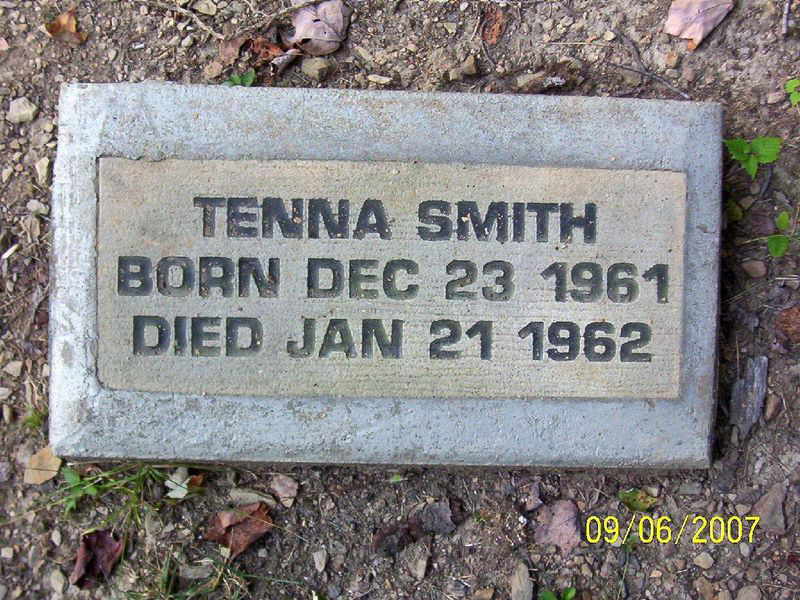 TENNA SMITH
BORN DEC 23 1961
DIED JAN 21 1962
09/06/2007